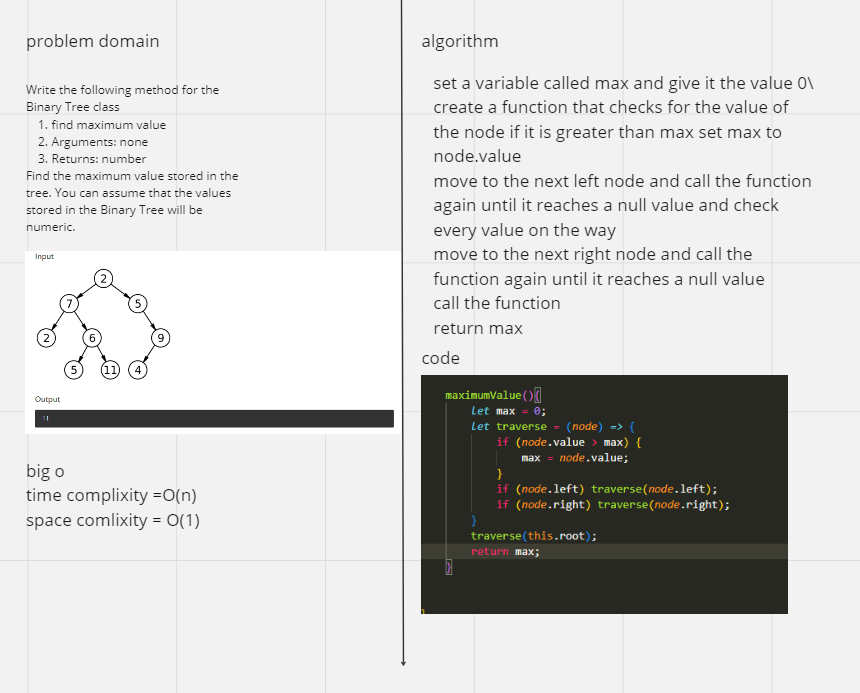 problem domain
Write the following method for the
Binary Tree class
1. find maximum value
2. Arguments: none
3. Returns: number
Find the maximum value stored in the
tree. You can assume that the values
stored in the Binary Tree will be
numeric.
Input
2
7 5
2 6 9
5 11 4
Output
11
big o
time complixity =O(n)
space comlixity = O(1)
algorithm
set a variable called max and give it the value 0\
create a function that checks for the value of
the node if it is greater than max set max to
node.value
move to the next left node and call the function
again until it reaches a null value and check
every value on the way
move to the next right node and call the
function again until it reaches a null value
call the function
return max
code
maximumValue(){
let max = 0;
let traverse = (node) => {
if (node.value > max) {
max = node.value;
}
if (node.left) traverse(node.left);
if (node.right) traverse(node.right);
}
traverse(this.root);
return max;
}
}